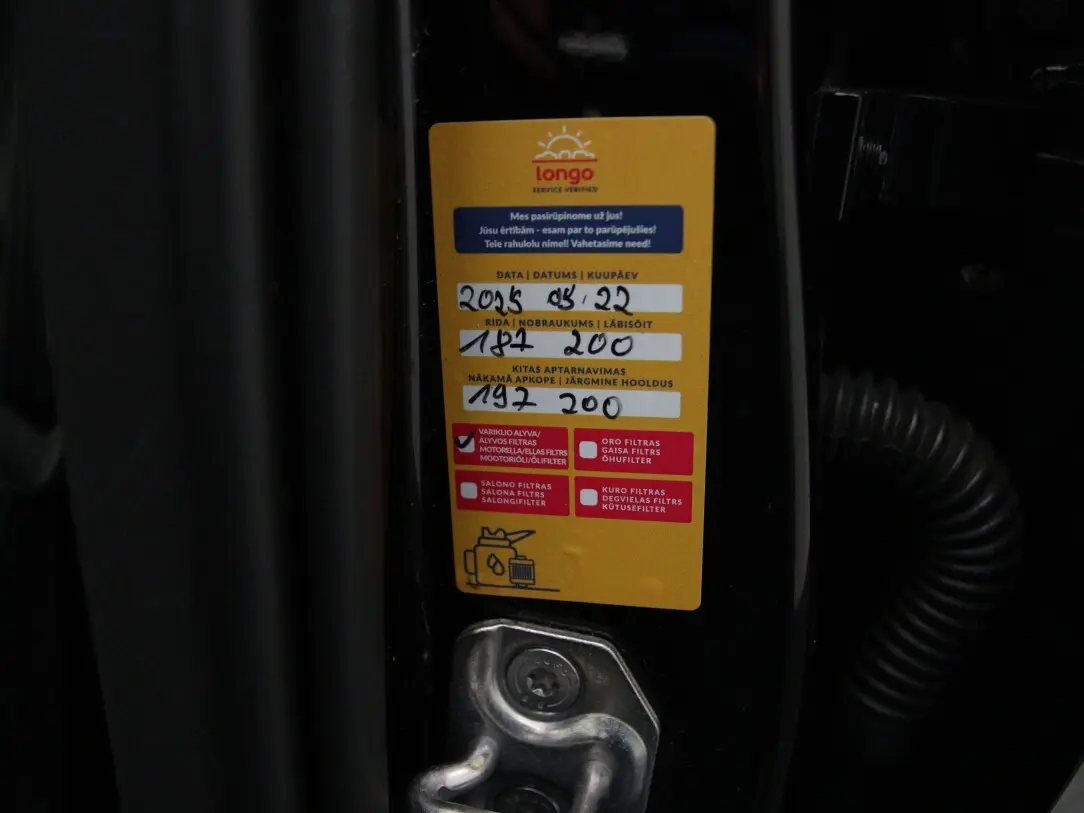 longo
SERVICE VERIFIED
Mes pasirūpinome už jus!
Jūsu ērtībām - esam par to parūpējušies!
Teie rahulolu nimel! Vahetasime need!
DATA | DATUMS | KUUPÄEV
2025 05.22
RIDA | NOBRAUKUMS | LÄBISÕIT
187 200
KITAS APTARNAVIMAS
NĀKAMĀ APKOPE | JÄRGMINE HOOLDUS
197 200
VARIKLIO ALYVA/
ALYVOS FILTRAS
MOTOREĻĻA/EĻĻAS FILTRS
MOOTORIÕLI/ÕLIFILTER
ORO FILTRAS
GAISA FILTRS
ÕHUFILTER
SALONO FILTRAS
SALONA FILTRS
SALONGIFILTER
KURO FILTRAS
DEGVIELAS FILTRS
KÜTUSEFILTER